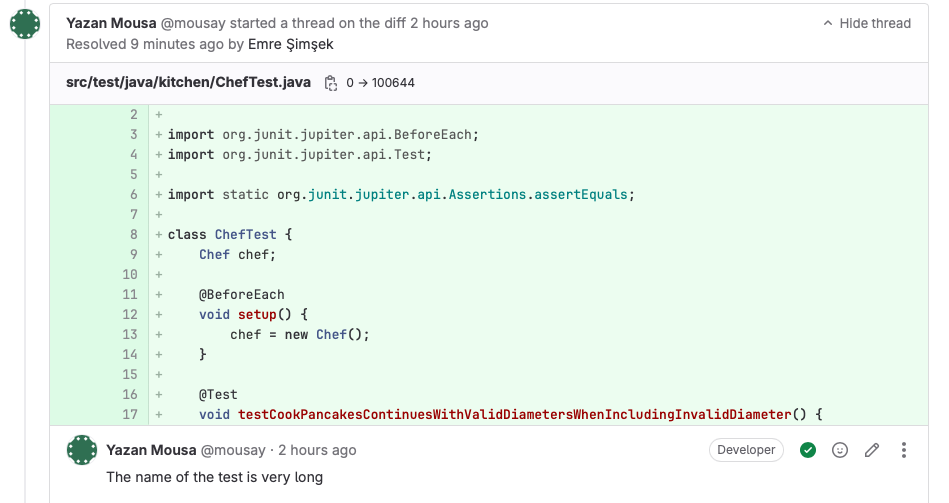 Yazan Mousa @mousay started a thread on the diff 2 hours ago
Hide thread
Resolved 9 minutes ago by Emre Şimşek
src/test/java/kitchen/ChefTest.java 0 → 100644
2 +
3 + import org.junit.jupiter.api.BeforeEach;
4 + import org.junit.jupiter.api.Test;
5 +
6 + import static org.junit.jupiter.api.Assertions.assertEquals;
7 +
8 + class ChefTest {
9 +     Chef chef;
10 +
11 +     @BeforeEach
12 +     void setup() {
13 +         chef = new Chef();
14 +     }
15 +
16 +     @Test
17 +     void testCookPancakesContinuesWithValidDiametersWhenIncludingInvalidDiameter() {
Yazan Mousa @mousay · 2 hours ago
Developer
The name of the test is very long